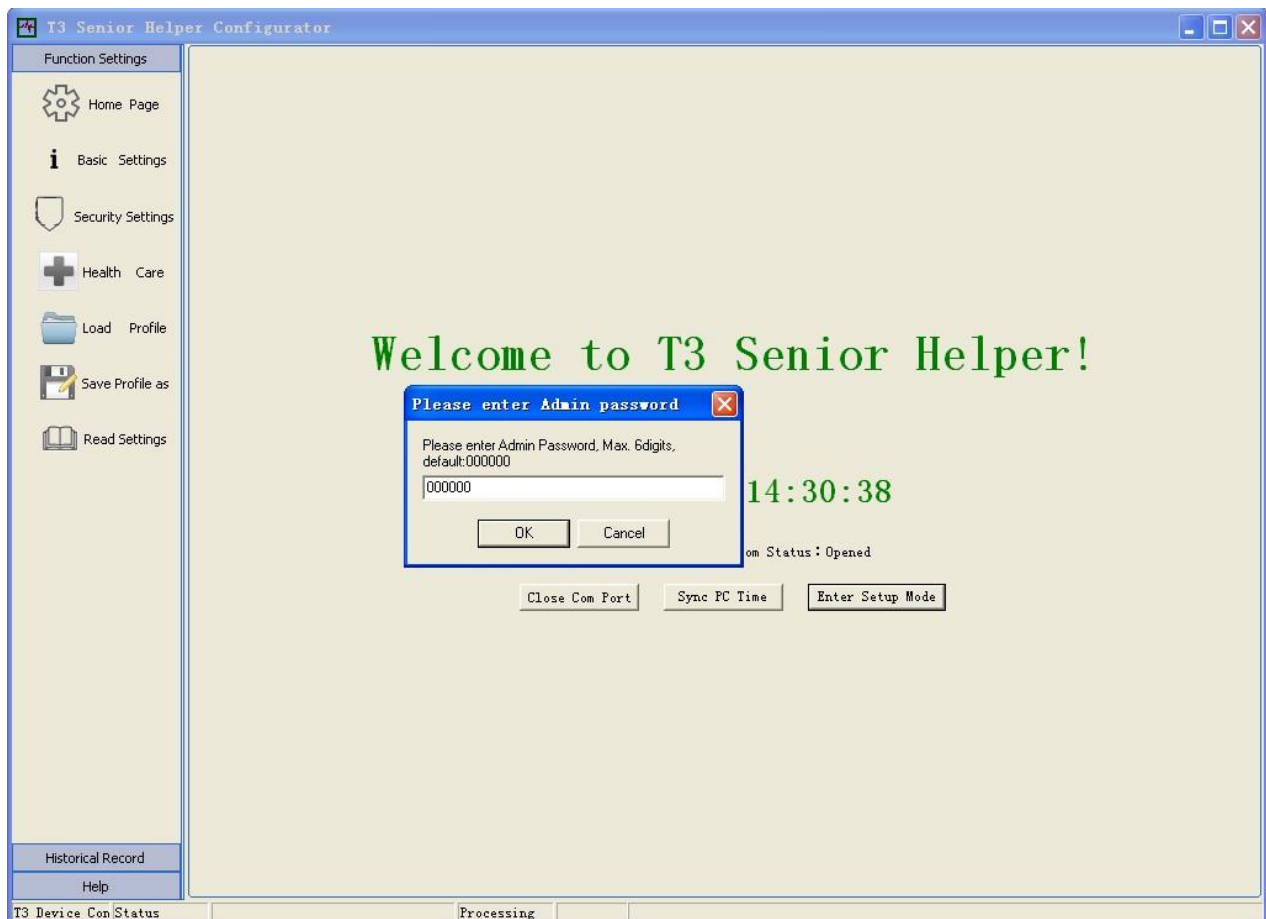 T3 Senior Helper Configurator
Function Settings
Home Page
i Basic Settings
Security Settings
Health Care
Load Profile
Save Profile as
Read Settings
Welcome to T3 Senior Helper!
Please enter Admin password
Please enter Admin Password, Max. 6digits,
default:000000
000000
OK Cancel
14:30:38
om Status：Opened
Close Com Port Sync PC Time Enter Setup Mode
Historical Record
Help
T3 Device Con Status Processing